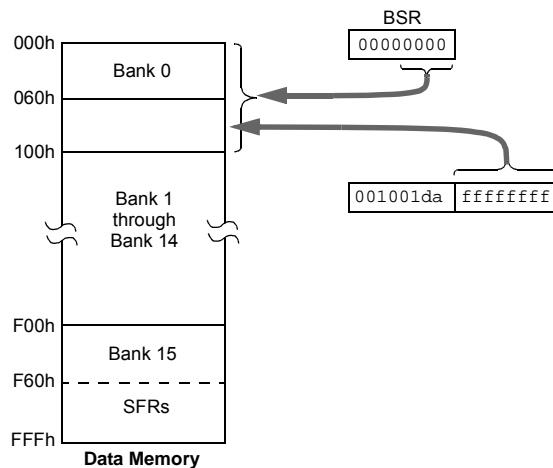 BSR
00000000
000h
Bank 0
060h
100h
001001da ffffffff
Bank 1
through
Bank 14
F00h
Bank 15
F60h
SFRs
FFFh
Data Memory